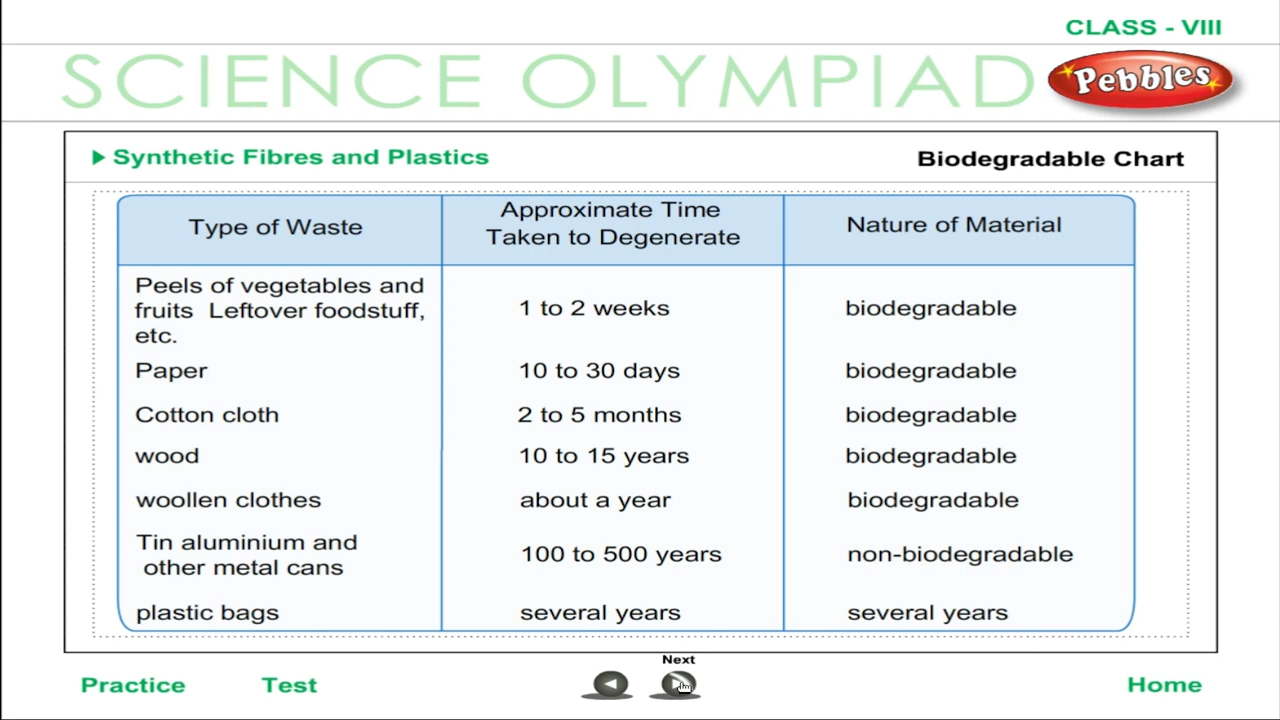 CLASS - VIII
SCIENCE OLYMPIAD
Pebbles
Synthetic Fibres and Plastics
Biodegradable Chart
Type of Waste
Approximate Time
Taken to Degenerate
Nature of Material
Peels of vegetables and
fruits Leftover foodstuff,
etc.
1 to 2 weeks
biodegradable
Paper
10 to 30 days
biodegradable
Cotton cloth
2 to 5 months
biodegradable
wood
10 to 15 years
biodegradable
woollen clothes
about a year
biodegradable
Tin aluminium and
other metal cans
100 to 500 years
non-biodegradable
plastic bags
several years
several years
Next
Practice
Test
Home